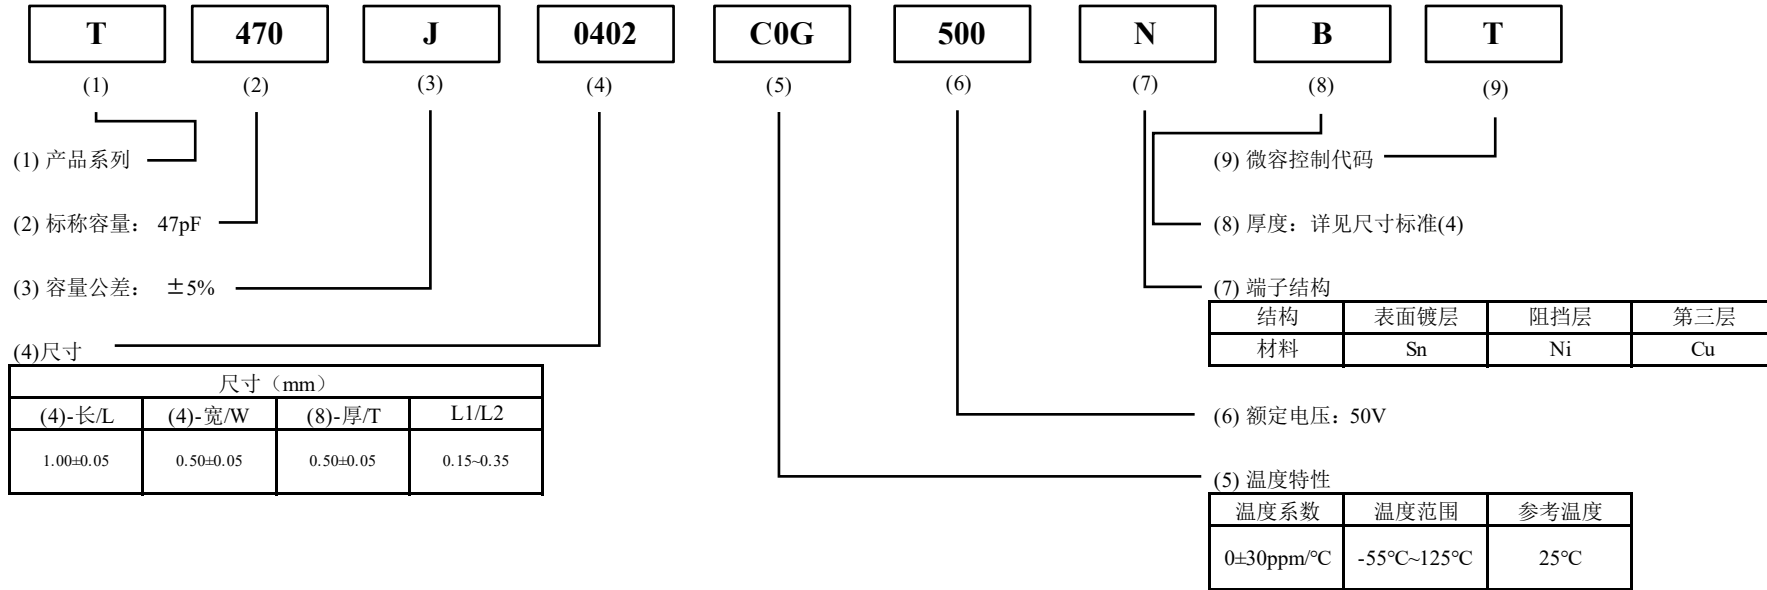 T 470 J 0402 C0G 500 N B T
(1) (2) (3) (4) (5) (6) (7) (8) (9)
(1) 产品系列
(2) 标称容量： 47pF
(3) 容量公差： ±5%
(4)尺寸
尺寸（mm）
(4)-长/L (4)-宽/W (8)-厚/T L1/L2
1.00±0.05 0.50±0.05 0.50±0.05 0.15~0.35
(9) 微容控制代码
(8) 厚度：详见尺寸标准(4)
(7) 端子结构
结构 表面镀层 阻挡层 第三层
材料 Sn Ni Cu
(6) 额定电压：50V
(5) 温度特性
温度系数 温度范围 参考温度
0±30ppm/℃ -55℃~125℃ 25℃